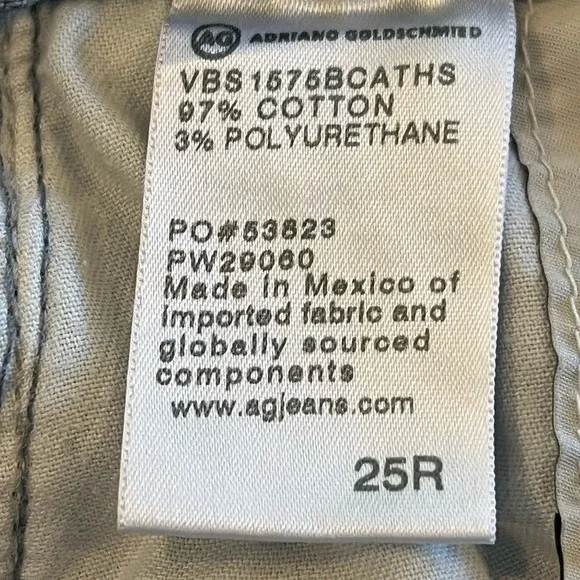 AG ADRIANO GOLDSCHMIED
VBS1575BCATHS
97% COTTON
3% POLYURETHANE
PO#53823
PW29060
Made in Mexico of
imported fabric and
globally sourced
components
www.agjeans.com
25R